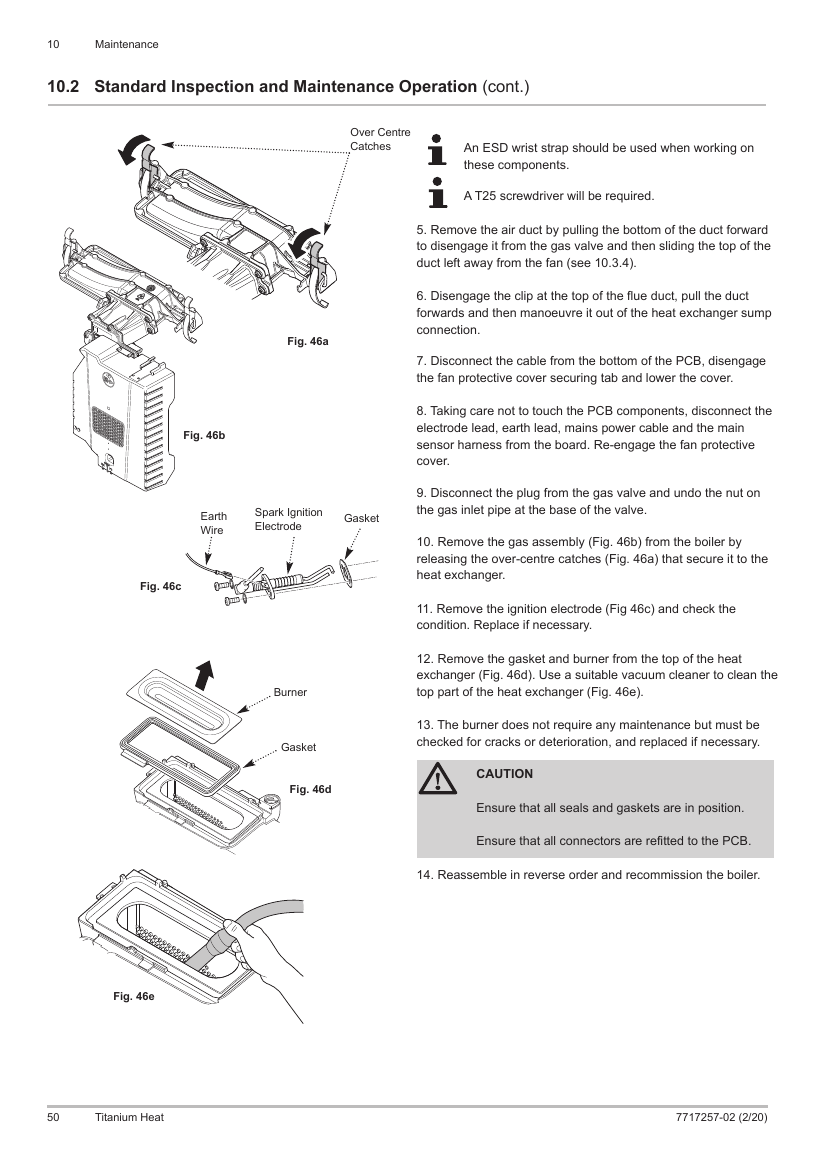 10 Maintenance
10.2 Standard Inspection and Maintenance Operation (cont.)
Over Centre
Catches
Fig. 46a
Fig. 46b
Earth
Wire
Spark Ignition
Electrode
Gasket
Fig. 46c
Burner
Gasket
Fig. 46d
Fig. 46e
An ESD wrist strap should be used when working on
these components.
A T25 screwdriver will be required.
5. Remove the air duct by pulling the bottom of the duct forward
to disengage it from the gas valve and then sliding the top of the
duct left away from the fan (see 10.3.4).
6. Disengage the clip at the top of the flue duct, pull the duct
forwards and then manoeuvre it out of the heat exchanger sump
connection.
7. Disconnect the cable from the bottom of the PCB, disengage
the fan protective cover securing tab and lower the cover.
8. Taking care not to touch the PCB components, disconnect the
electrode lead, earth lead, mains power cable and the main
sensor harness from the board. Re-engage the fan protective
cover.
9. Disconnect the plug from the gas valve and undo the nut on
the gas inlet pipe at the base of the valve.
10. Remove the gas assembly (Fig. 46b) from the boiler by
releasing the over-centre catches (Fig. 46a) that secure it to the
heat exchanger.
11. Remove the ignition electrode (Fig 46c) and check the
condition. Replace if necessary.
12. Remove the gasket and burner from the top of the heat
exchanger (Fig. 46d). Use a suitable vacuum cleaner to clean the
top part of the heat exchanger (Fig. 46e).
13. The burner does not require any maintenance but must be
checked for cracks or deterioration, and replaced if necessary.
CAUTION
Ensure that all seals and gaskets are in position.
Ensure that all connectors are refitted to the PCB.
14. Reassemble in reverse order and recommission the boiler.
50 Titanium Heat 7717257-02 (2/20)